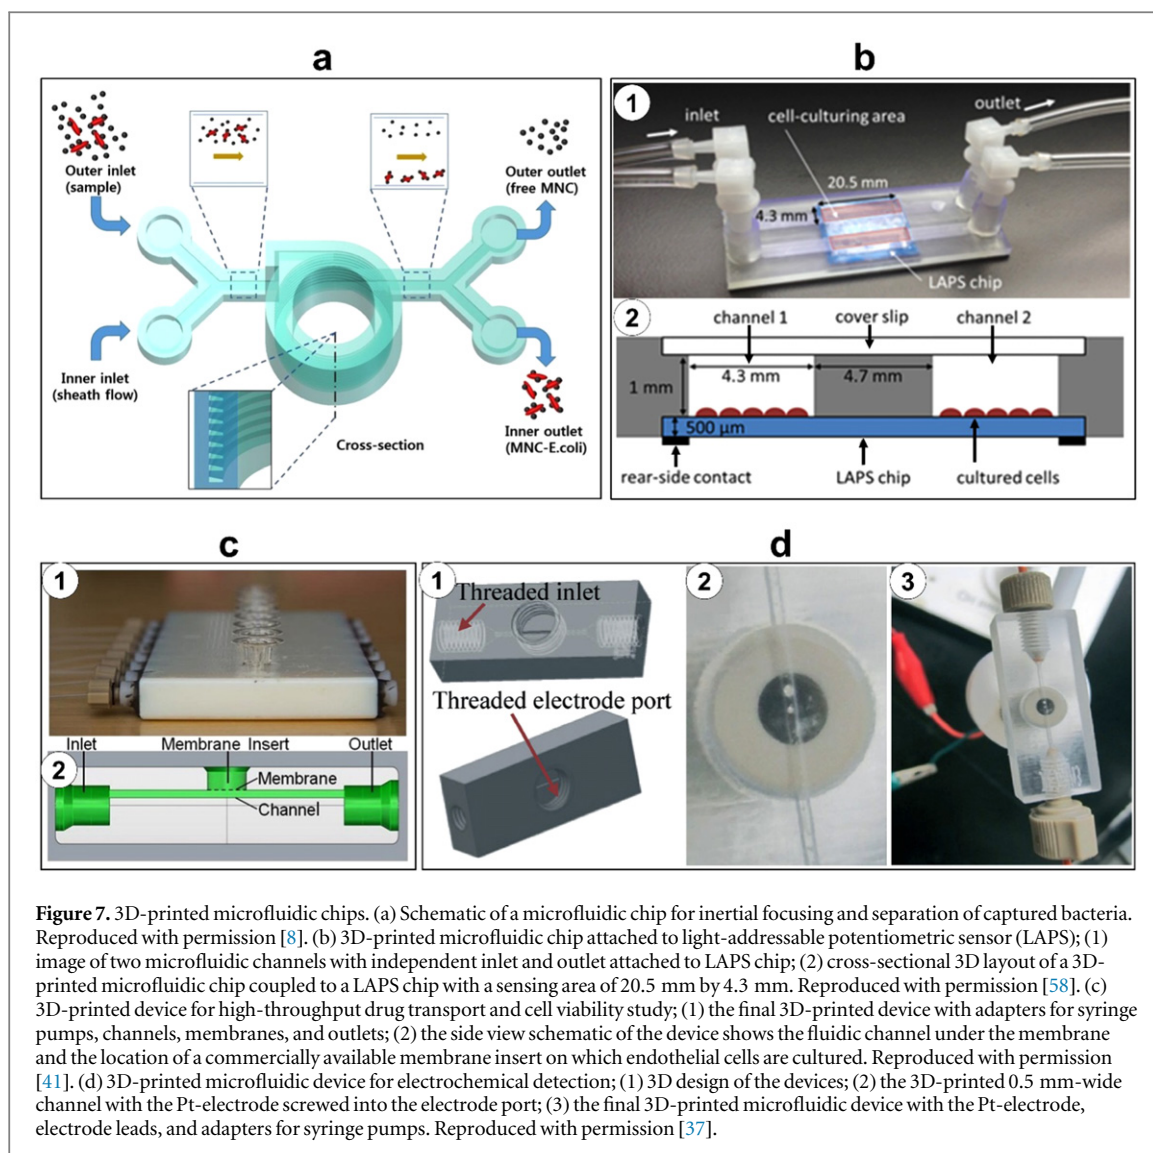 a
Outer inlet
(sample)
Outer outlet
(free MNC)
Inner inlet
(sheath flow)
Inner outlet
(MNC-E.coli)
Cross-section
b
1
inlet
outlet
cell-culturing area
20.5 mm
4.3 mm
LAPS chip
2
channel 1
cover slip
channel 2
1 mm
4.3 mm
4.7 mm
500 µm
rear-side contact
LAPS chip
cultured cells
c
1
2
Inlet
Membrane Insert
Outlet
Membrane
Channel
d
1
Threaded inlet
Threaded electrode port
2
3
Figure 7. 3D-printed microfluidic chips. (a) Schematic of a microfluidic chip for inertial focusing and separation of captured bacteria.
Reproduced with permission [8]. (b) 3D-printed microfluidic chip attached to light-addressable potentiometric sensor (LAPS); (1)
image of two microfluidic channels with independent inlet and outlet attached to LAPS chip; (2) cross-sectional 3D layout of a 3D-
printed microfluidic chip coupled to a LAPS chip with a sensing area of 20.5 mm by 4.3 mm. Reproduced with permission [58]. (c)
3D-printed device for high-throughput drug transport and cell viability study; (1) the final 3D-printed device with adapters for syringe
pumps, channels, membranes, and outlets; (2) the side view schematic of the device shows the fluidic channel under the membrane
and the location of a commercially available membrane insert on which endothelial cells are cultured. Reproduced with permission
[41]. (d) 3D-printed microfluidic device for electrochemical detection; (1) 3D design of the devices; (2) the 3D-printed 0.5 mm-wide
channel with the Pt-electrode screwed into the electrode port; (3) the final 3D-printed microfluidic device with the Pt-electrode,
electrode leads, and adapters for syringe pumps. Reproduced with permission [37].